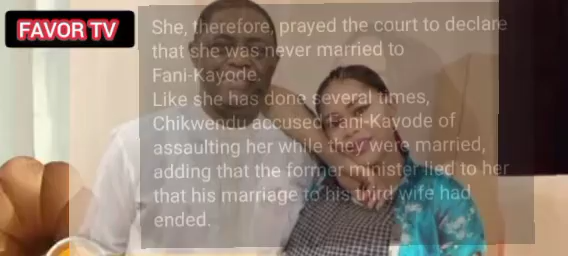 FAVOR TV
She, therefore, prayed the court to declare
that she was never married to
Fani-Kayode.
Like she has done several times,
Chikwendu accused Fani-Kayode of
assaulting her while they were married,
adding that the former minister lied to her
that his marriage to his third wife had
ended.